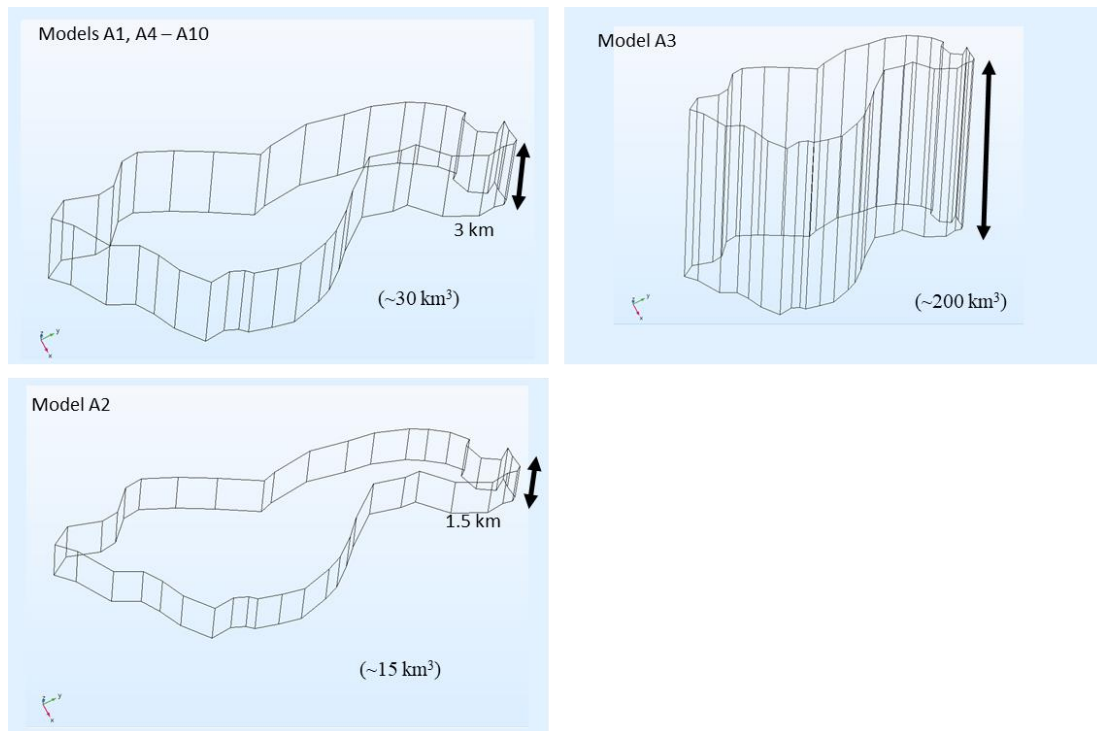 Models A1, A4 – A10
3 km
(~30 km³)
Model A3
(~200 km³)
Model A2
1.5 km
(~15 km³)